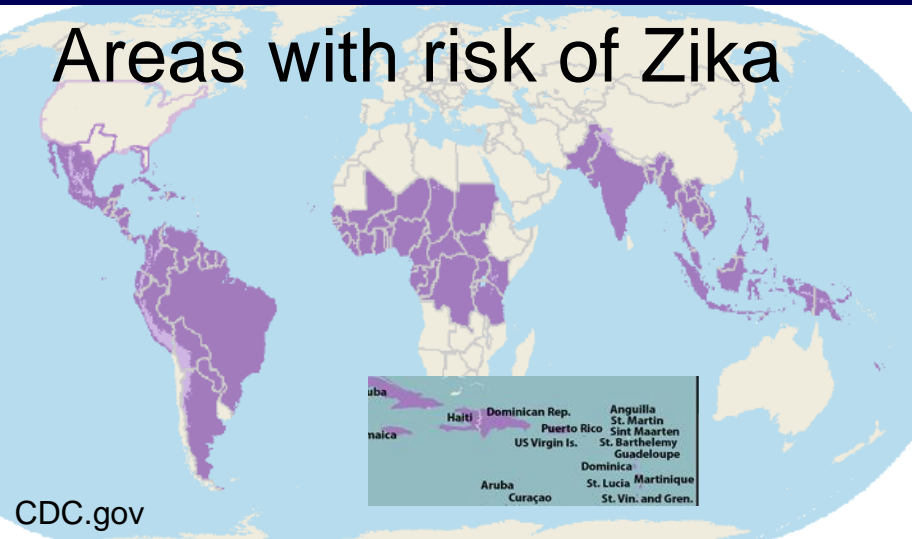 Areas with risk of Zika
uba
Haiti
Dominican Rep.
Anguilla
St. Martin
maica
Puerto Rico
Sint Maarten
US Virgin Is.
St. Barthelemy
Guadeloupe
Dominica
Aruba
St. Lucia
Martinique
Curaçao
St. Vin. and Gren.
CDC.gov